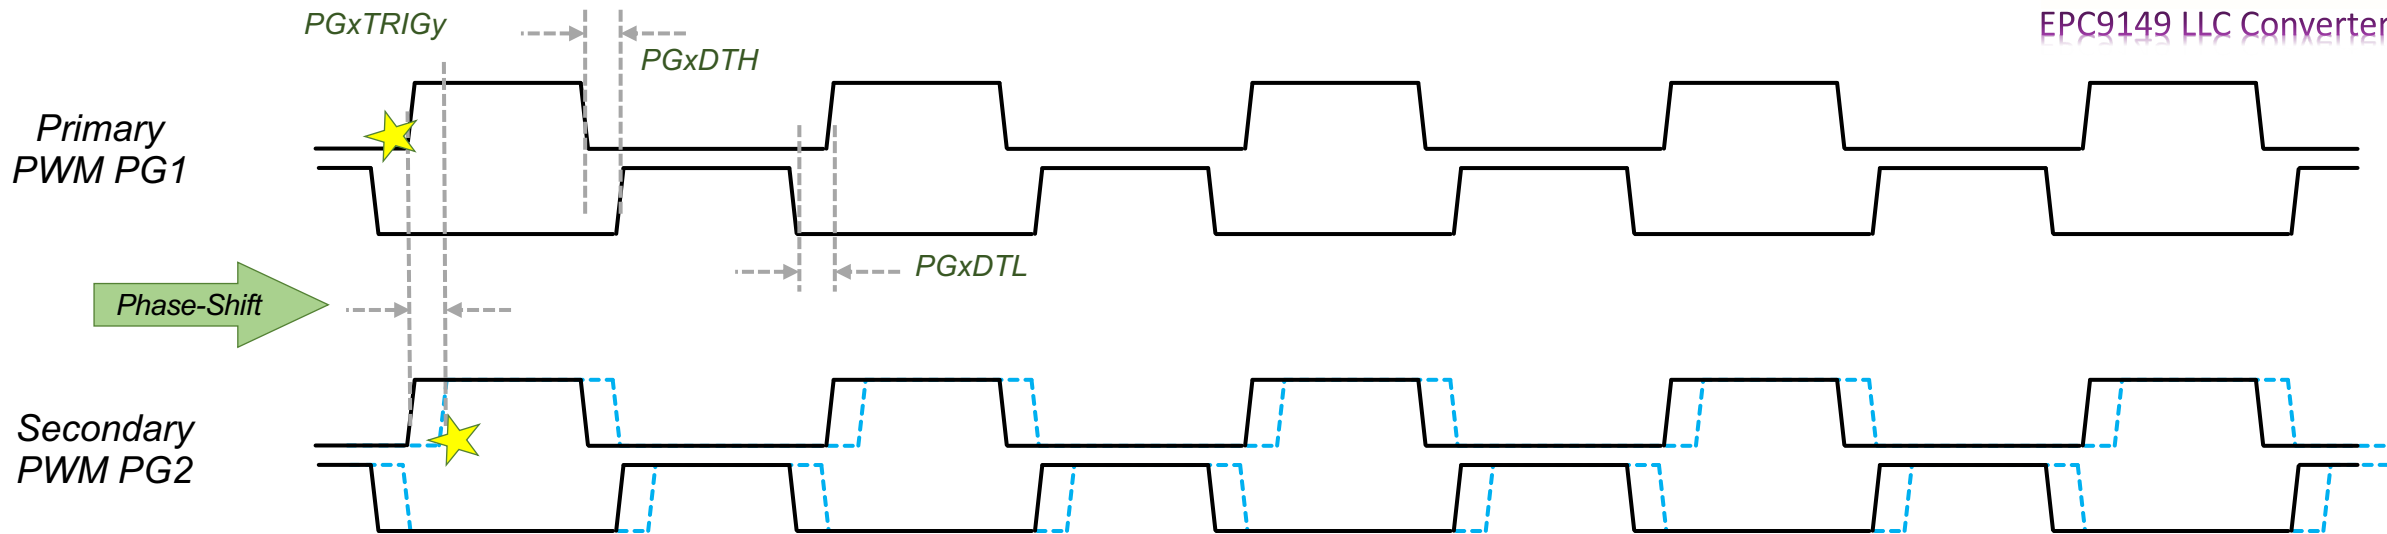 PGxTRIGy
EPC9149 LLC Converter
PGxDTH
Primary
PWM PG1
PGxDTL
Phase-Shift
Secondary
PWM PG2